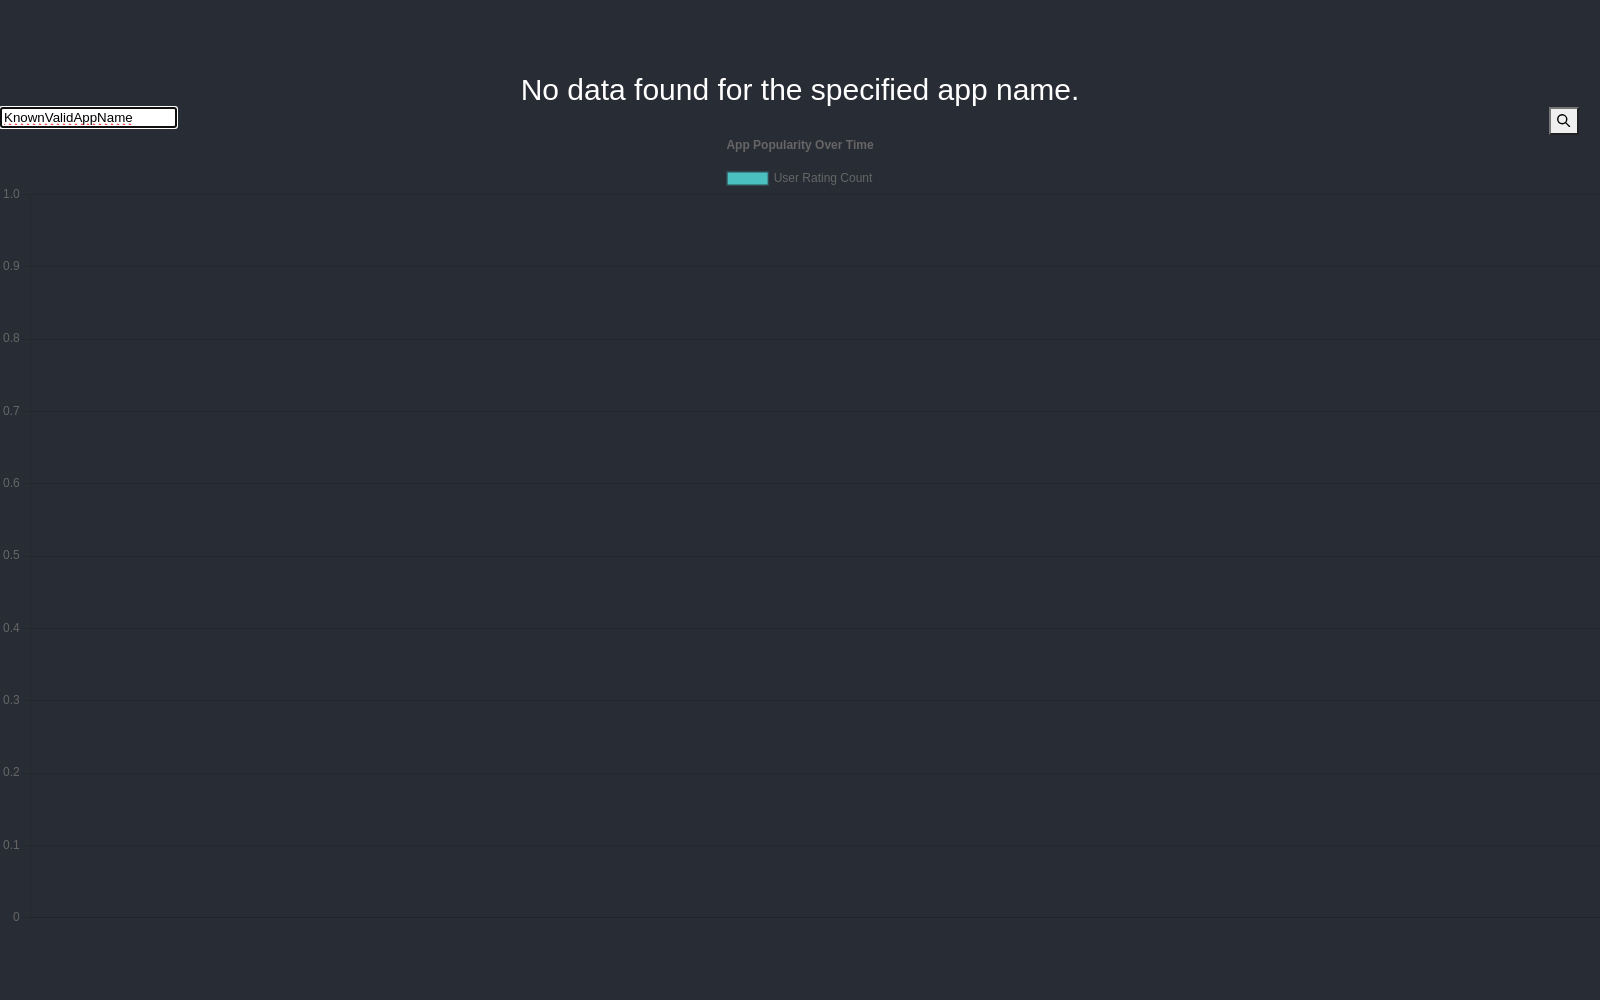 No data found for the specified app name.
KnownValidAppName
App Popularity Over Time
User Rating Count
1.0
0.9
0.8
0.7
0.6
0.5
0.4
0.3
0.2
0.1
0